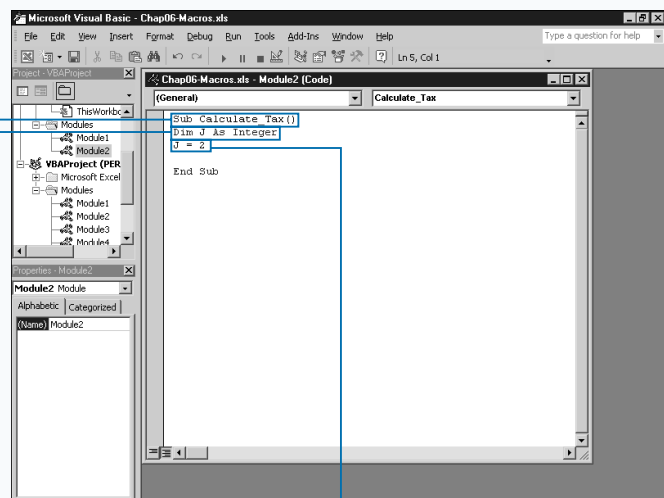 Microsoft Visual Basic - Chap06-Macros.xls
File Edit View Insert Format Debug Run Tools Add-Ins Window Help
Type a question for help
Ln 5, Col 1
Project - VBAProject
ThisWorkbo
Modules
Module1
Module2
VBAProject (PER
Microsoft Excel
Modules
Module1
Module2
Module3
Module4
Properties - Module2
Module2 Module
Alphabetic Categorized
(Name) Module2
Chap06-Macros.xls - Module2 (Code)
(General)
Calculate_Tax
Sub Calculate_Tax()
Dim J As Integer
J = 2
End Sub